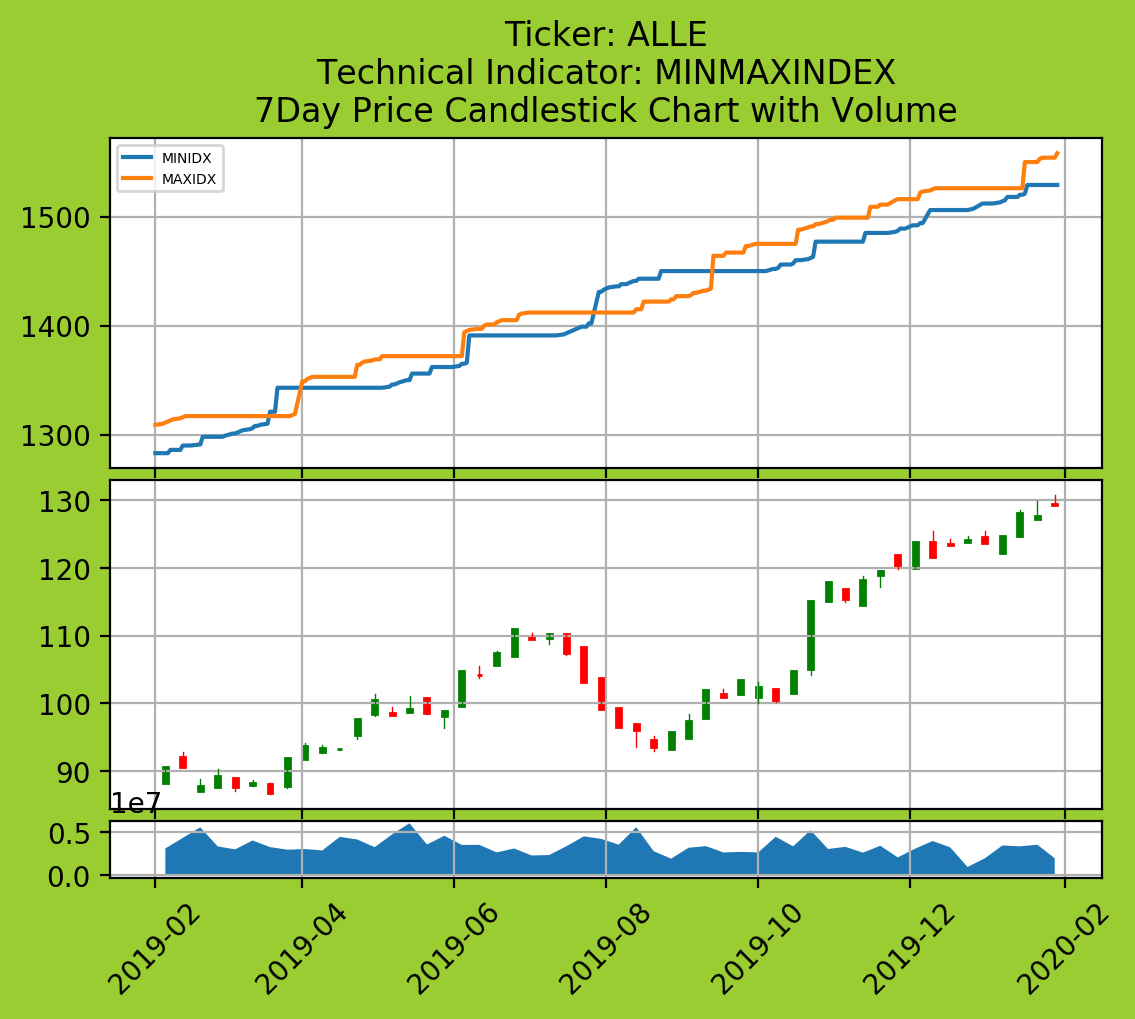 Ticker: ALLE
Technical Indicator: MINMAXINDEX
7Day Price Candlestick Chart with Volume
MINIDX
MAXIDX
1500
1400
1300
130
120
110
100
90
1e7
0.5
0.0
2019-02
2019-04
2019-06
2019-08
2019-10
2019-12
2020-02